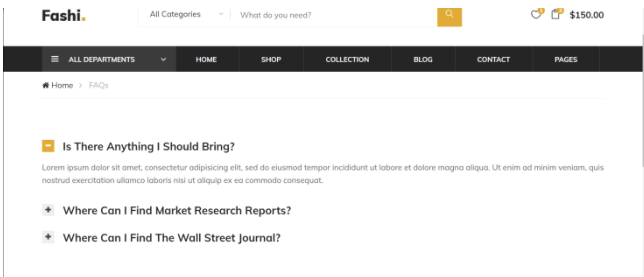 Fashi.
All Categories
What do you need?
$150.00
ALL DEPARTMENTS
HOME
SHOP
COLLECTION
BLOG
CONTACT
PAGES
Home > FAQs
Is There Anything I Should Bring?
Lorem ipsum dolor sit amet, consectetur adipisicing elit, sed do eiusmod tempor incididunt ut labore et dolore magna aliqua. Ut enim ad minim veniam, quis
nostrud exercitation ullamco laboris nisi ut aliquip ex ea commodo consequat.
Where Can I Find Market Research Reports?
Where Can I Find The Wall Street Journal?